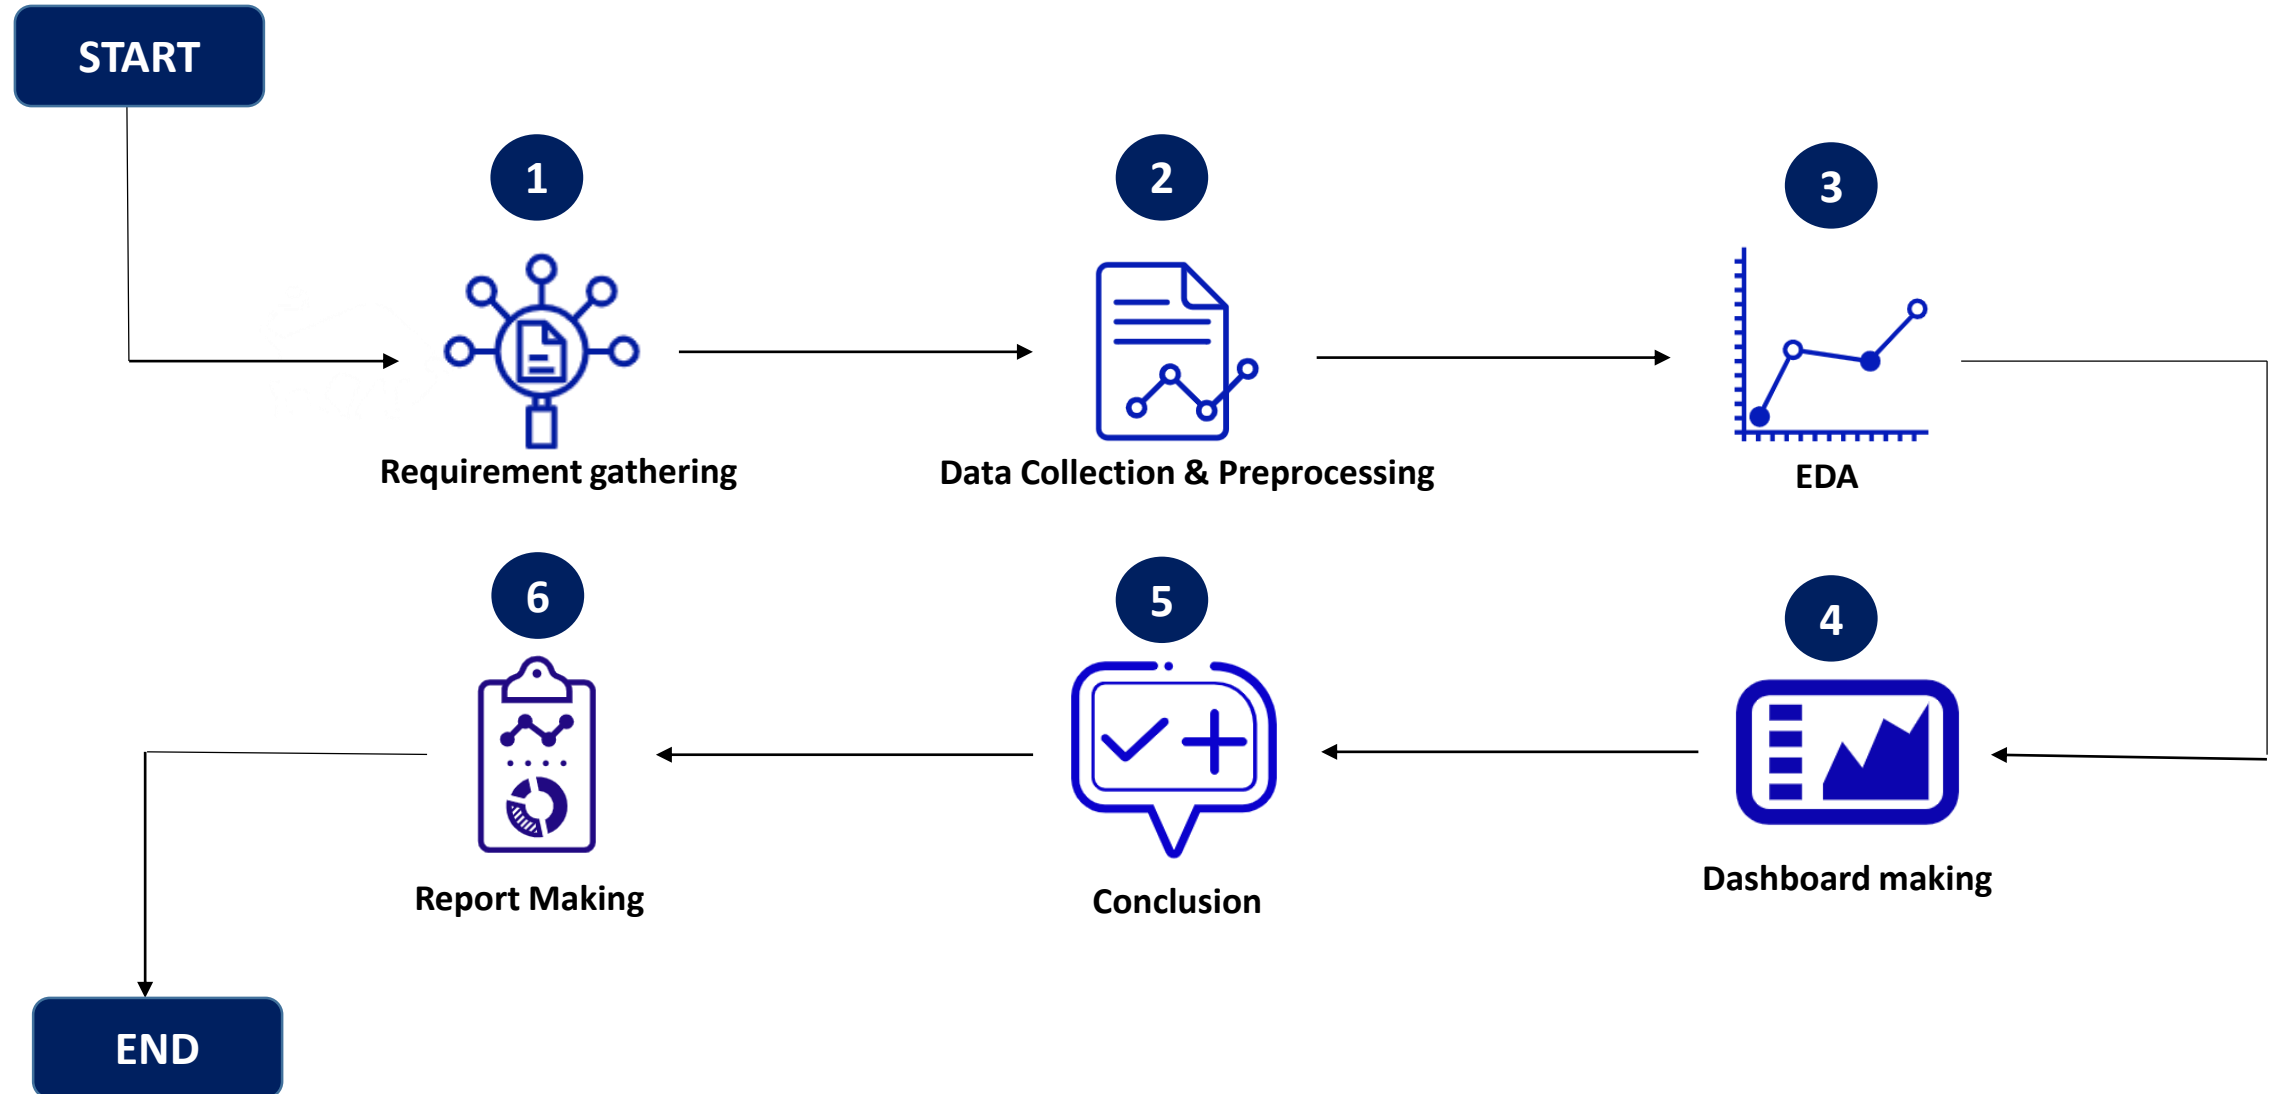 START
1
2
3
Requirement gathering
Data Collection & Preprocessing
EDA
4
5
6
Dashboard making
Conclusion
Report Making
END